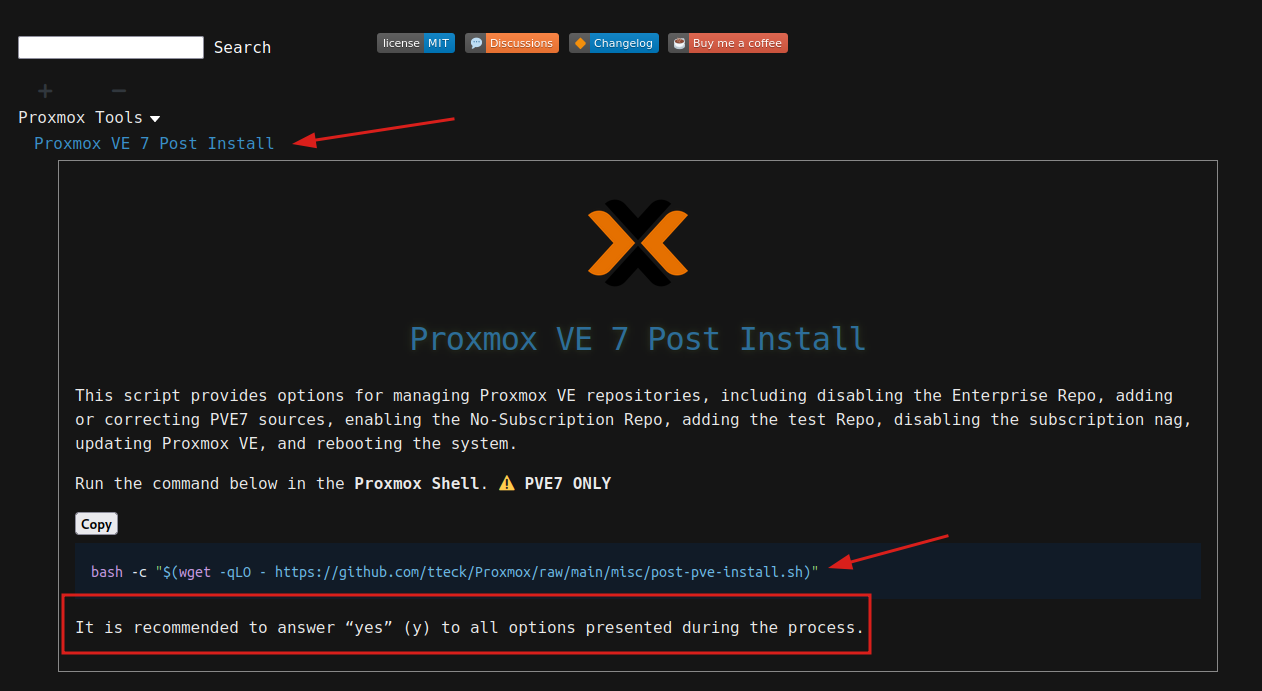 Search
license MIT
Discussions
Changelog
Buy me a coffee
+ −
Proxmox Tools
Proxmox VE 7 Post Install
Proxmox VE 7 Post Install
This script provides options for managing Proxmox VE repositories, including disabling the Enterprise Repo, adding
or correcting PVE7 sources, enabling the No-Subscription Repo, adding the test Repo, disabling the subscription nag,
updating Proxmox VE, and rebooting the system.
Run the command below in the Proxmox Shell. ⚠️ PVE7 ONLY
Copy
bash -c "$(wget -qLO - https://github.com/tteck/Proxmox/raw/main/misc/post-pve-install.sh)"
It is recommended to answer “yes” (y) to all options presented during the process.